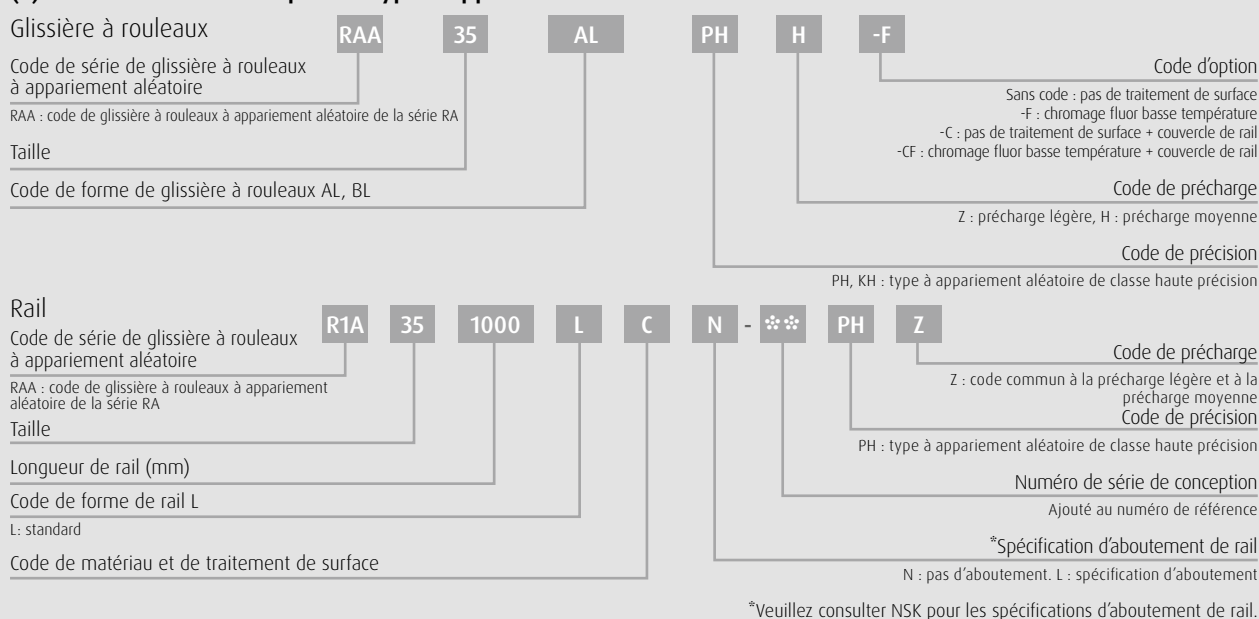 Glissière à rouleaux
RAA 35 AL PH H -F
Code de série de glissière à rouleaux
à appariement aléatoire
RAA : code de glissière à rouleaux à appariement aléatoire de la série RA
Taille
Code de forme de glissière à rouleaux AL, BL
Code d'option
Sans code : pas de traitement de surface
-F : chromage fluor basse température
-C : pas de traitement de surface + couvercle de rail
-CF : chromage fluor basse température + couvercle de rail
Code de précharge
Z : précharge légère, H : précharge moyenne
Code de précision
PH, KH : type à appariement aléatoire de classe haute précision
Rail
R1A 35 1000 L C N - ** PH Z
Code de série de glissière à rouleaux
à appariement aléatoire
RAA : code de glissière à rouleaux à appariement
aléatoire de la série RA
Taille
Longueur de rail (mm)
Code de forme de rail L
L: standard
Code de matériau et de traitement de surface
Code de précharge
Z : code commun à la précharge légère et à la
précharge moyenne
Code de précision
PH : type à appariement aléatoire de classe haute précision
Numéro de série de conception
Ajouté au numéro de référence
*Spécification d'aboutement de rail
N : pas d'aboutement. L : spécification d'aboutement
*Veuillez consulter NSK pour les spécifications d'aboutement de rail.